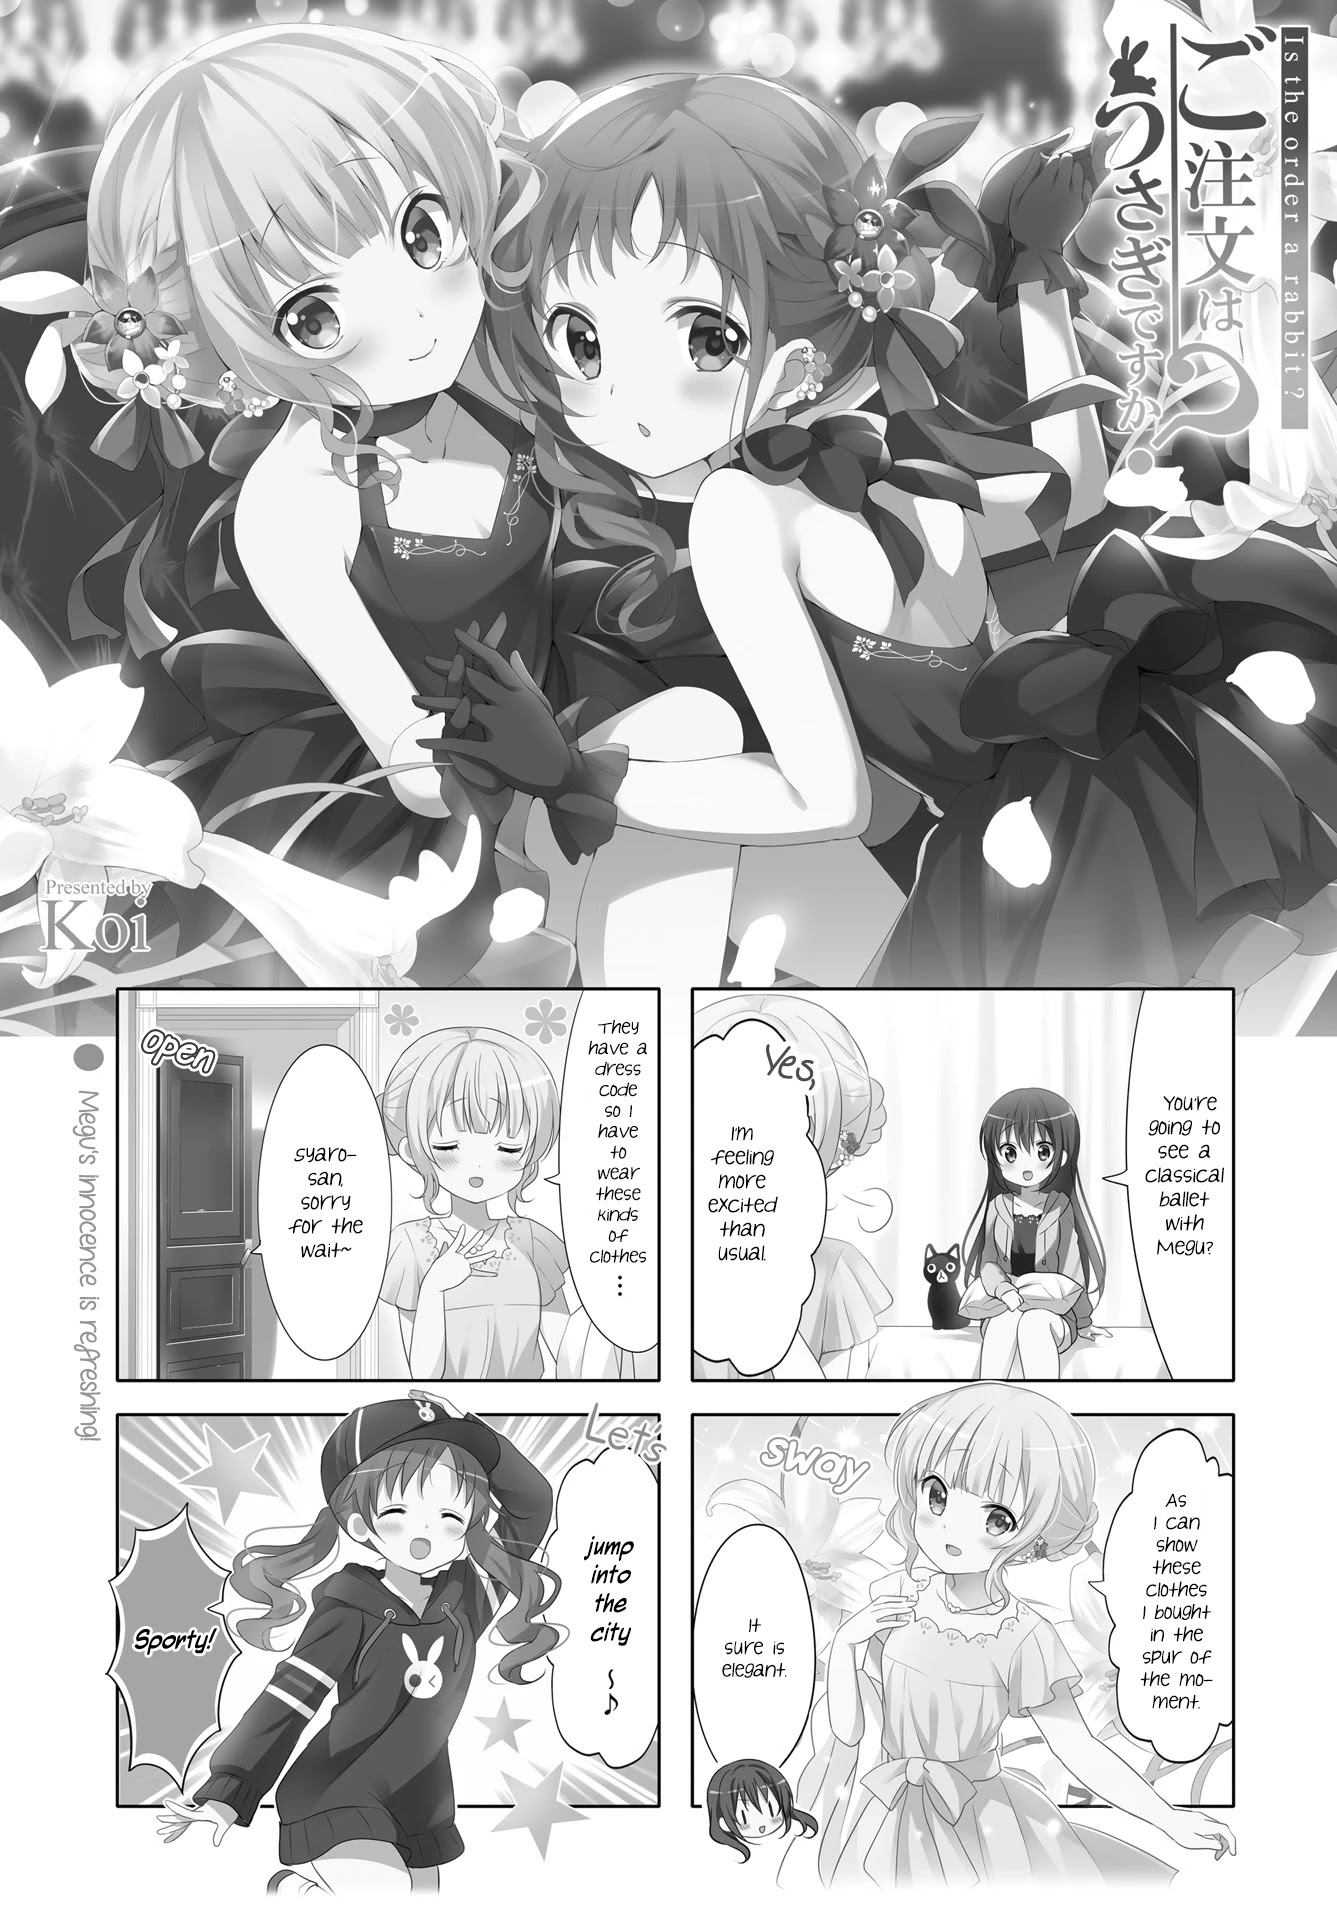 Is the order a rabbit?
ご注文は
うさぎですか?
Presented by
Koi
Megu's innocence is refreshing!
You're
going to
see a
classical
ballet
with
Megu?
Yes,
I'm
feeling
more
excited
than
usual.
As
I can
show
these
clothes
I bought
in the
spur of
the mo-
ment.
sway
It
sure is
elegant.
They
have a
dress
code
so I
have
to
wear
these
kinds
of
clothes
...
open
Syaro-
san,
sorry
for the
wait~
Let's
jump
into
the
city
~♪
Sporty!